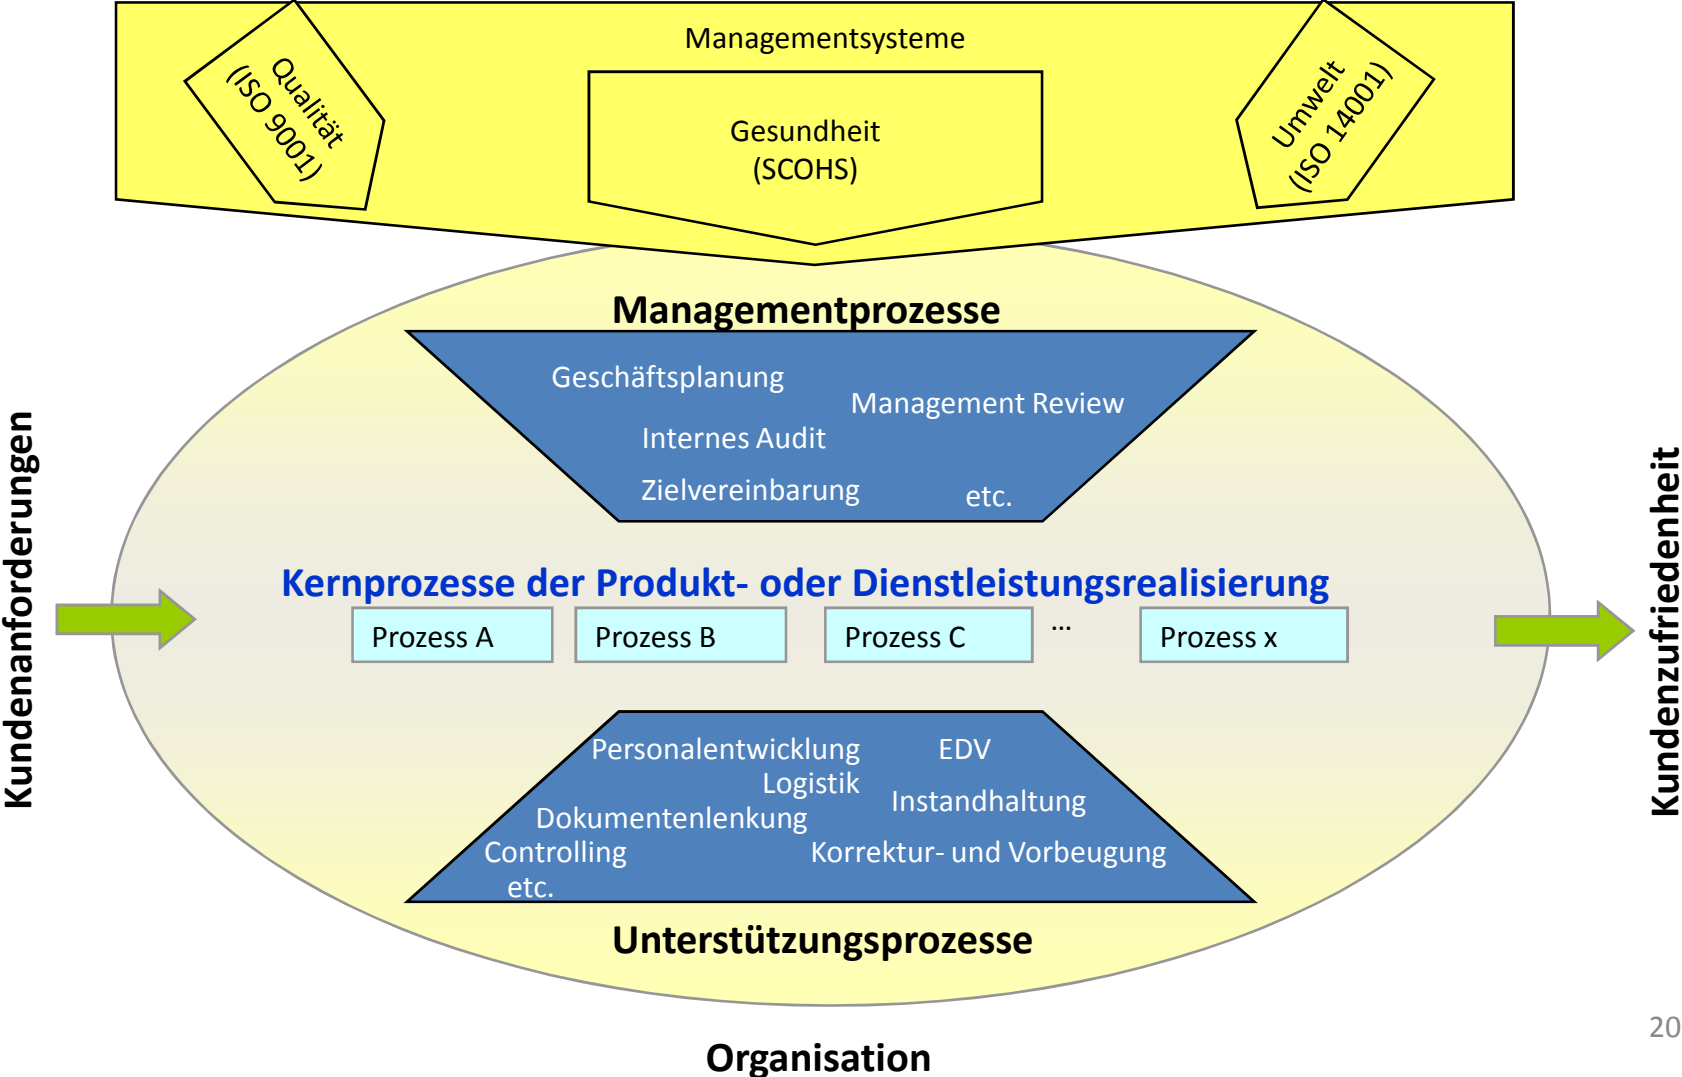 Managementsysteme
Qualität
(ISO 9001)
Gesundheit
(SCOHS)
Umwelt
(ISO 14001)
Managementprozesse
Geschäftsplanung
Management Review
Internes Audit
Zielvereinbarung
etc.
Kundenanforderungen
Kernprozesse der Produkt- oder Dienstleistungsrealisierung
Prozess A
Prozess B
Prozess C
...
Prozess x
Kundenzufriedenheit
Personalentwicklung
EDV
Logistik
Instandhaltung
Dokumentenlenkung
Controlling
Korrektur- und Vorbeugung
etc.
Unterstützungsprozesse
Organisation
20